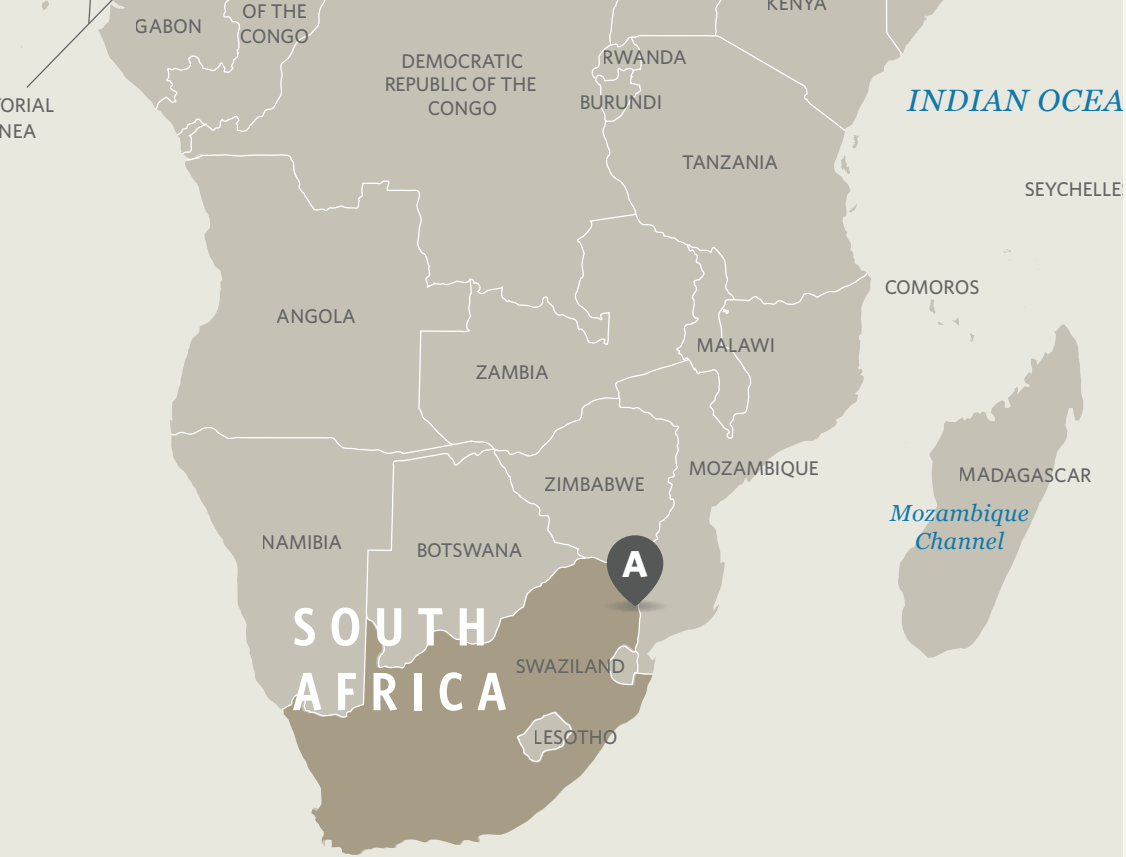 GABON
OF THE
CONGO
KENYA
DEMOCRATIC
REPUBLIC OF THE
CONGO
RWANDA
BURUNDI
TORIAL
NEA
INDIAN OCEA
TANZANIA
SEYCHELLES
COMOROS
ANGOLA
MALAWI
ZAMBIA
MOZAMBIQUE
MADAGASCAR
ZIMBABWE
Mozambique
Channel
NAMIBIA
BOTSWANA
A
SOUTH
AFRICA
SWAZILAND
LESOTHO